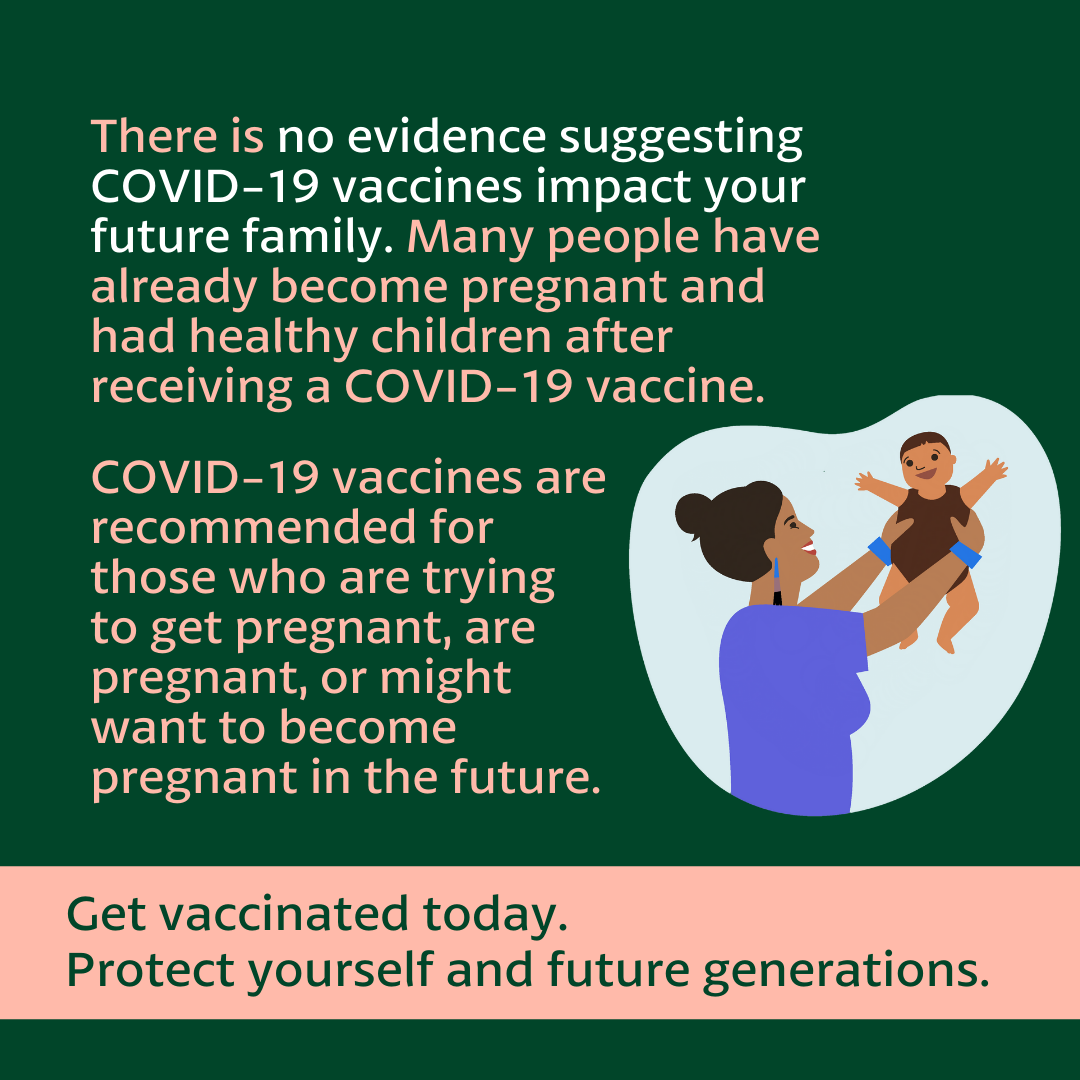 There is no evidence suggesting
COVID-19 vaccines impact your
future family. Many people have
already become pregnant and
had healthy children after
receiving a COVID-19 vaccine.
COVID-19 vaccines are
recommended for
those who are trying
to get pregnant, are
pregnant, or might
want to become
pregnant in the future.
Get vaccinated today.
Protect yourself and future generations.